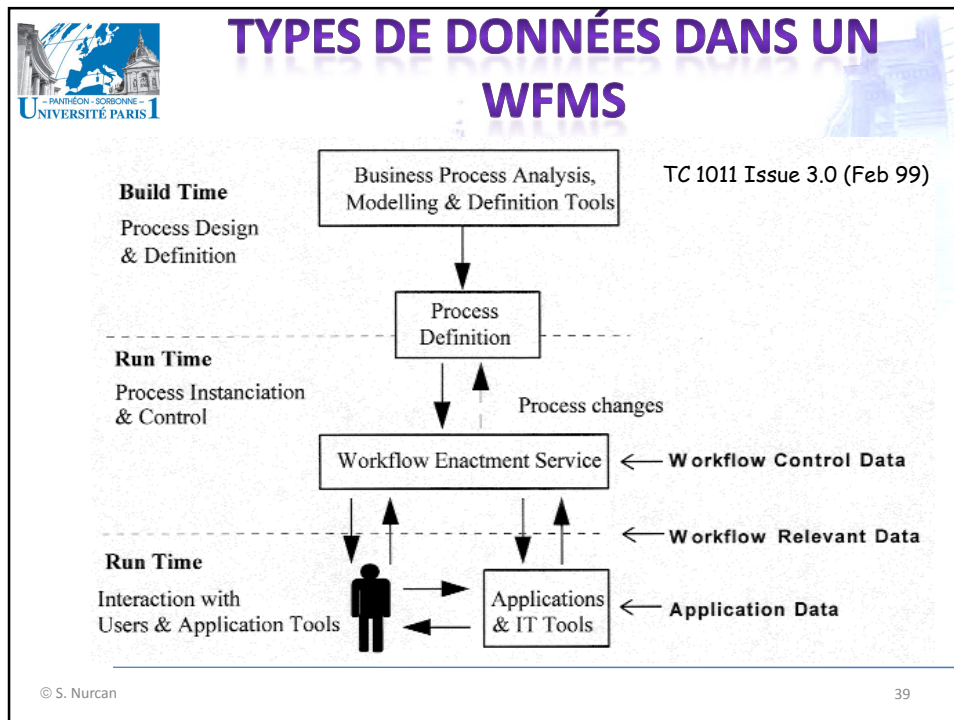 TYPES DE DONNÉES DANS UN
WFMS
– PANTHÉON - SORBONNE –
UNIVERSITÉ PARIS 1
TC 1011 Issue 3.0 (Feb 99)
Build Time
Process Design
& Definition
Business Process Analysis,
Modelling & Definition Tools
Process
Definition
Run Time
Process Instanciation
& Control
Process changes
Workflow Enactment Service
Workflow Control Data
Workflow Relevant Data
Run Time
Interaction with
Users & Application Tools
Applications
& IT Tools
Application Data
© S. Nurcan
39